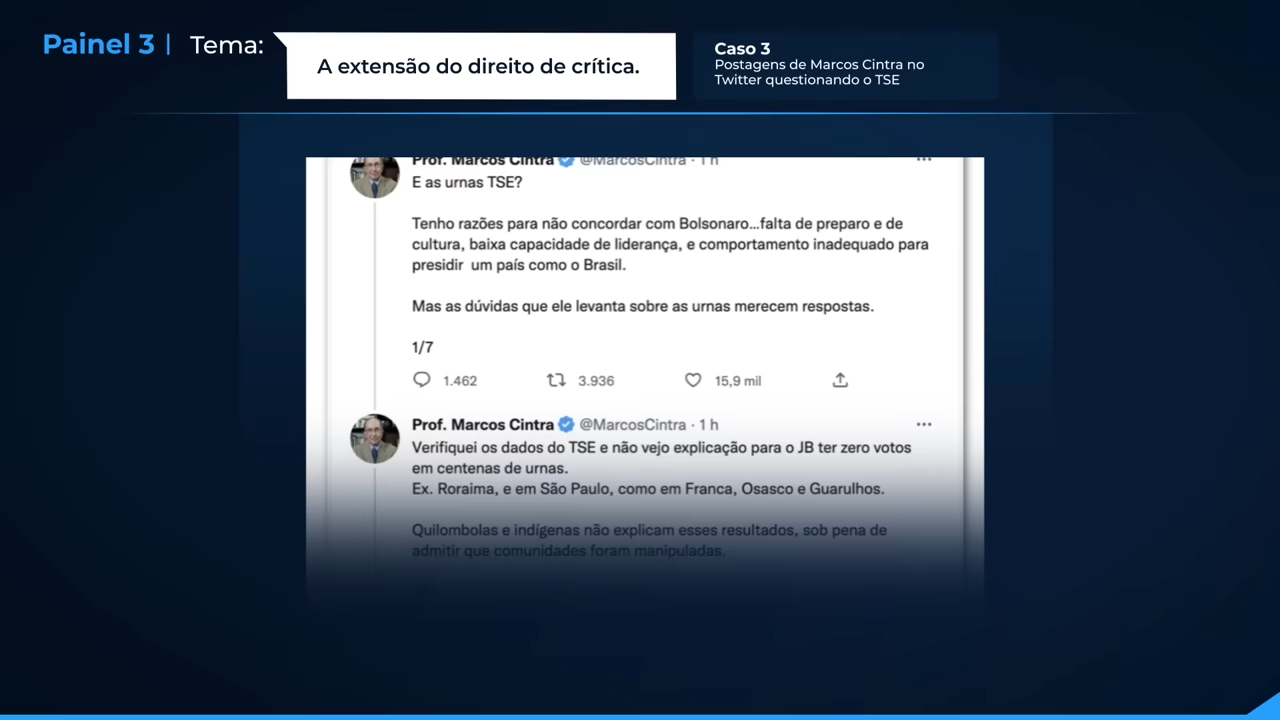 Painel 3 | Tema:
A extensão do direito de crítica.
Caso 3
Postagens de Marcos Cintra no
Twitter questionando o TSE
Prof. Marcos Cintra @MarcosCintra · 1 h
E as urnas TSE?
Tenho razões para não concordar com Bolsonaro...falta de preparo e de
cultura, baixa capacidade de liderança, e comportamento inadequado para
presidir um país como o Brasil.
Mas as dúvidas que ele levanta sobre as urnas merecem respostas.
1/7
1.462 3.936 15,9 mil
Prof. Marcos Cintra @MarcosCintra · 1 h
Verifiquei os dados do TSE e não vejo explicação para o JB ter zero votos
em centenas de urnas.
Ex. Roraima, e em São Paulo, como em Franca, Osasco e Guarulhos.
Quilombolas e indígenas não explicam esses resultados, sob pena de
admitir que comunidades foram manipuladas.